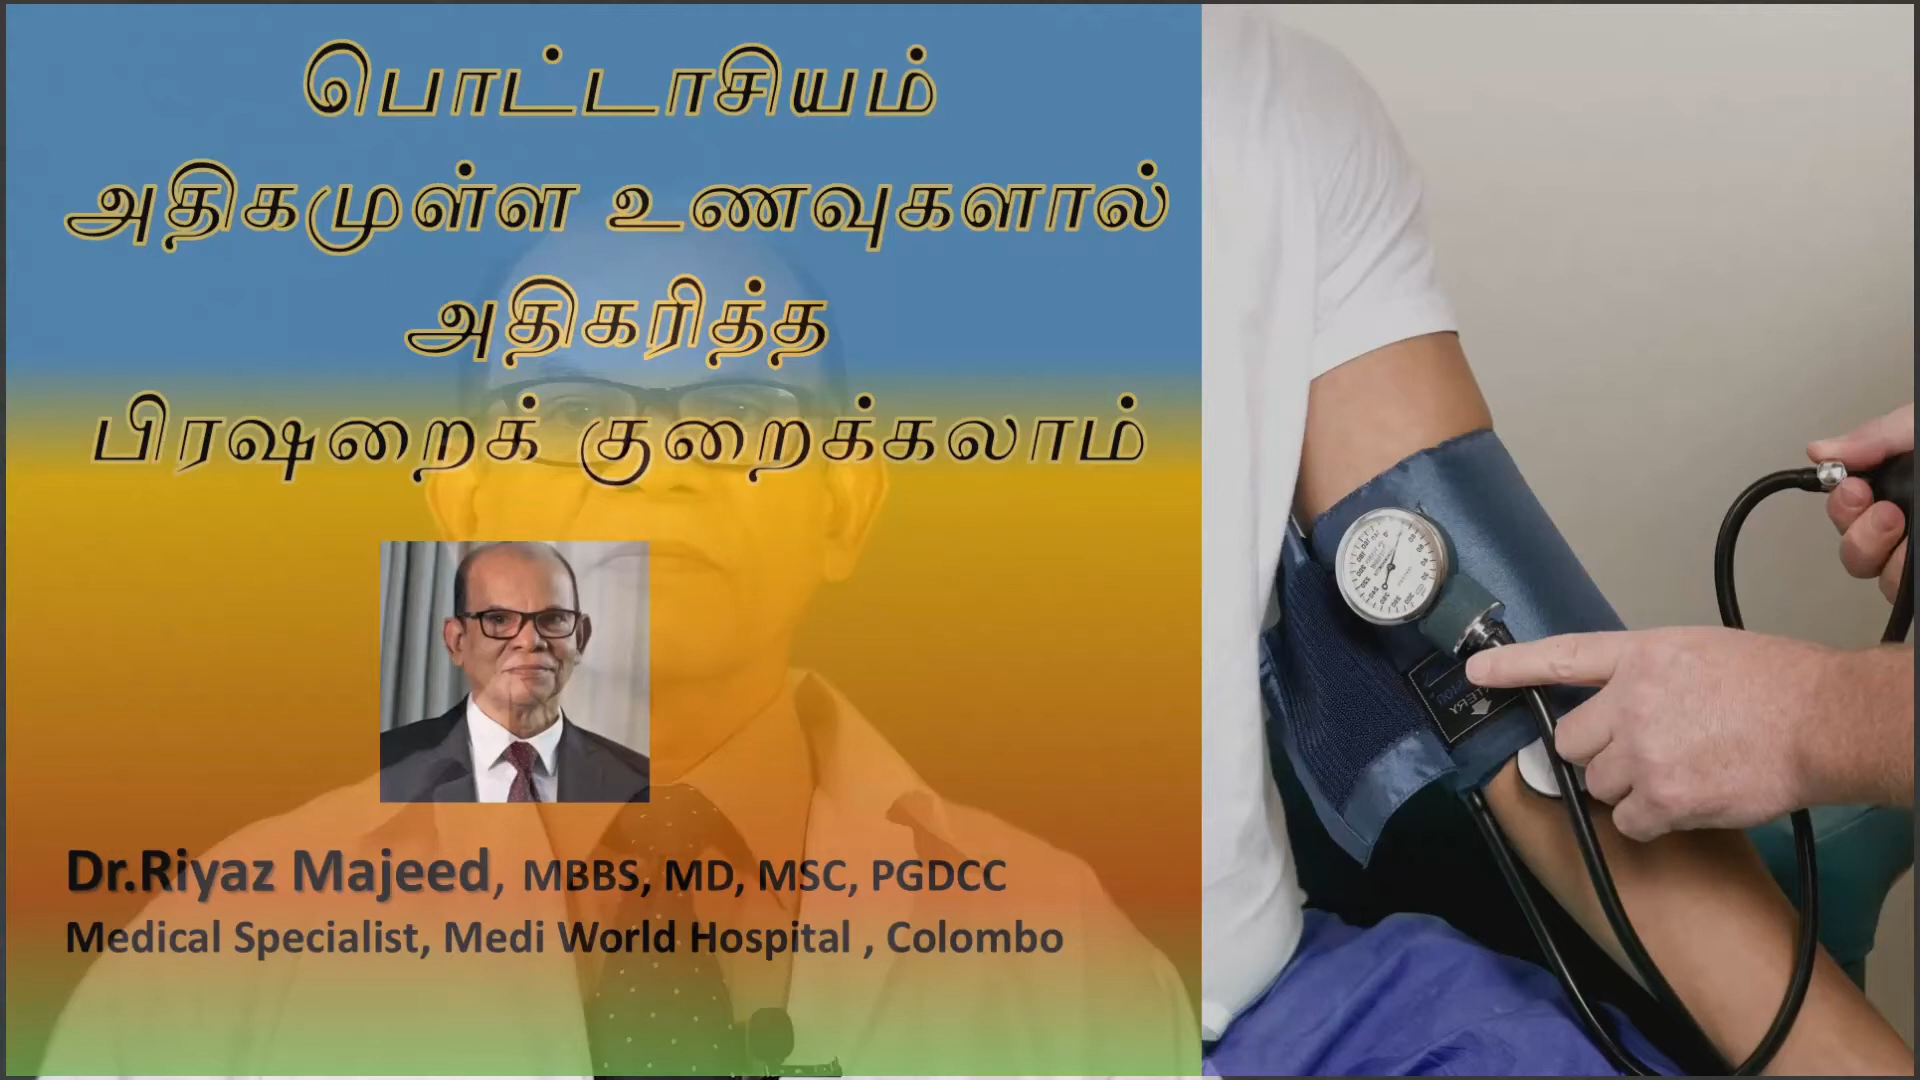 பொட்டாசியம்
அதிகமுள்ள உணவுகளால்
அதிகரித்த
பிரஷறைக் குறைக்கலாம்
Dr.Riyaz Majeed, MBBS, MD, MSC, PGDCC
Medical Specialist, Medi World Hospital , Colombo